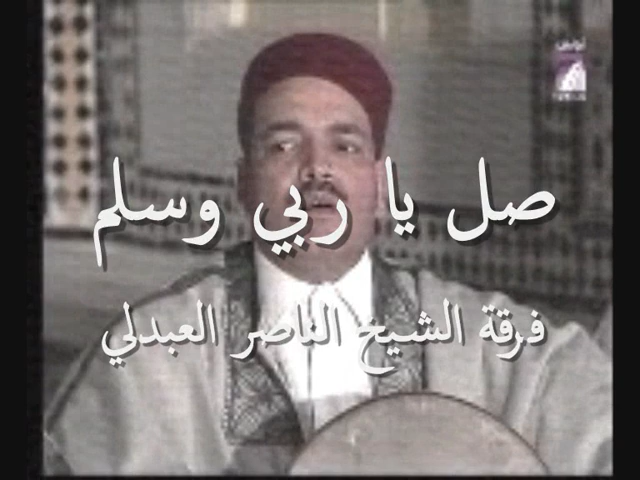 صل يا ربي وسلم
فرقة الشيخ الناصر العبدلي